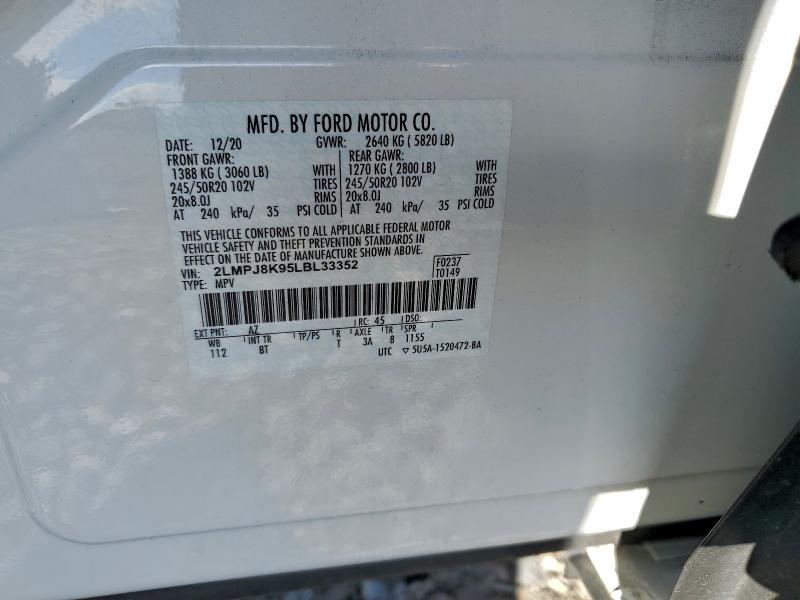 MFD. BY FORD MOTOR CO.
DATE: 12/20 GVWR: 2640 KG ( 5820 LB)
FRONT GAWR: REAR GAWR:
1388 KG ( 3060 LB) WITH 1270 KG ( 2800 LB) WITH
245/50R20 102V TIRES 245/50R20 102V TIRES
20x8.0J RIMS 20x8.0J RIMS
AT 240 kPa/ 35 PSI COLD AT 240 kPa/ 35 PSI COLD
THIS VEHICLE CONFORMS TO ALL APPLICABLE FEDERAL MOTOR
VEHICLE SAFETY AND THEFT PREVENTION STANDARDS IN
EFFECT ON THE DATE OF MANUFACTURE SHOWN ABOVE.
VIN: 2LMPJ8K95LBL33352 F0237
TYPE: MPV T0149
EXT PNT: AZ RC: 45 DSO:
WB INT TR TP/PS R AXLE TR SPR
112 BT T 3A 8 1155
UTC ▽ 5U5A-1520472-BA